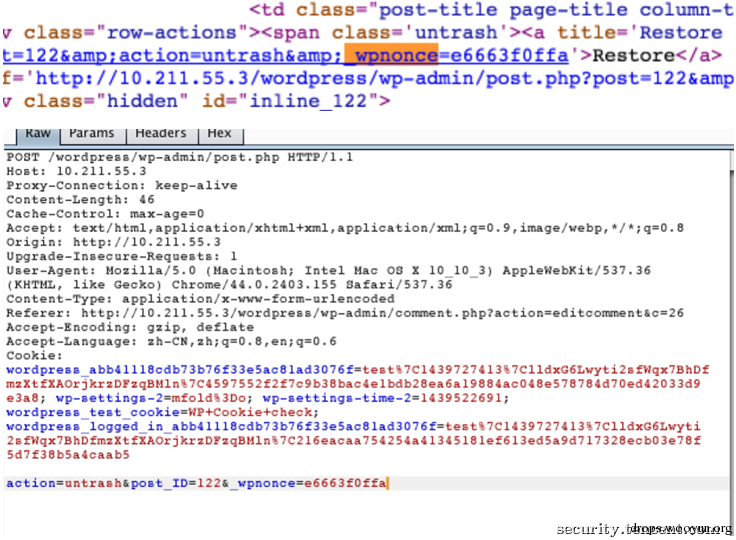 <td class="post-title page-title column-t
v class="row-actions"><span class='untrash'><a title='Restore
t=122&amp;action=untrash&amp;_wpnonce=e6663f0ffa'>Restore</a>
f='http://10.211.55.3/wordpress/wp-admin/post.php?post=122&amp
v class="hidden" id="inline_122">
Raw Params Headers Hex
POST /wordpress/wp-admin/post.php HTTP/1.1
Host: 10.211.55.3
Proxy-Connection: keep-alive
Content-Length: 46
Cache-Control: max-age=0
Accept: text/html,application/xhtml+xml,application/xml;q=0.9,image/webp,*/*;q=0.8
Origin: http://10.211.55.3
Upgrade-Insecure-Requests: 1
User-Agent: Mozilla/5.0 (Macintosh; Intel Mac OS X 10_10_3) AppleWebKit/537.36
(KHTML, like Gecko) Chrome/44.0.2403.155 Safari/537.36
Content-Type: application/x-www-form-urlencoded
Referer: http://10.211.55.3/wordpress/wp-admin/comment.php?action=editcomment&c=26
Accept-Encoding: gzip, deflate
Accept-Language: zh-CN,zh;q=0.8,en;q=0.6
Cookie:
wordpress_abb41118cdb73b76f33e5ac81ad3076f=test%7C1439727413%7ClldxG6Lwyti2sfWqx7BhDf
mzXtfXAOrjkrzDFzqBMln%7C4597552f2f7c9b38bac4e1bdb28ea6a19884ac048e578784d70ed42033d9
e3a8; wp-settings-2=mfold%3Do; wp-settings-time-2=1439522691;
wordpress_test_cookie=WP+Cookie+check;
wordpress_logged_in_abb41118cdb73b76f33e5ac81ad3076f=test%7C1439727413%7ClldxG6Lwyti
2sfWqx7BhDfmzXtfXAOrjkrzDFzqBMln%7C216eacaa754254a41345181ef613ed5a9d717328ecb03e78f
5d7f38b5a4caab5
action=untrash&post_ID=122&_wpnonce=e6663f0ffa
security.tencent.com
drops.wooyun.org